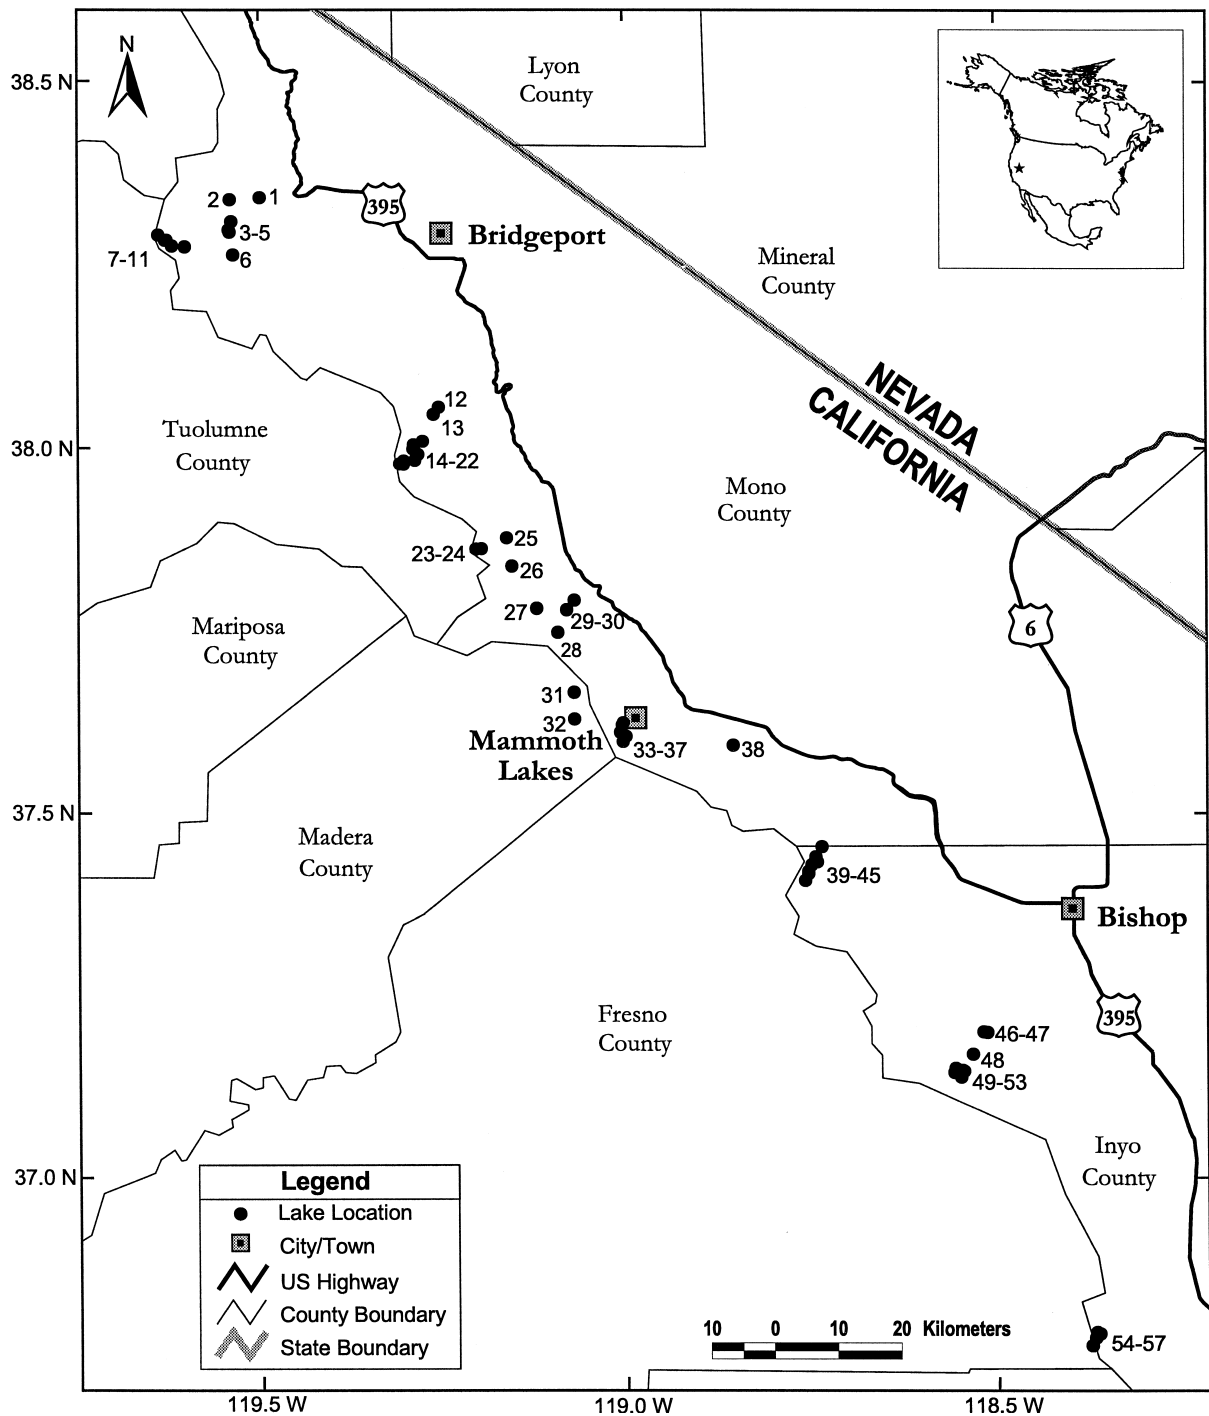 N
38.5 N
Lyon
County
2
1
395
3-5
Bridgeport
7-11
6
Mineral
County
NEVADA
CALIFORNIA
12
13
Tuolumne
County
38.0 N
14-22
Mono
County
25
23-24
26
27
29-30
28
Mariposa
County
6
31
32
Mammoth
Lakes
33-37
38
37.5 N
Madera
County
39-45
Bishop
Fresno
County
395
46-47
48
49-53
Inyo
County
37.0 N
Legend
Lake Location
City/Town
US Highway
County Boundary
State Boundary
10 0 10 20 Kilometers
54-57
119.5 W
119.0 W
118.5 W